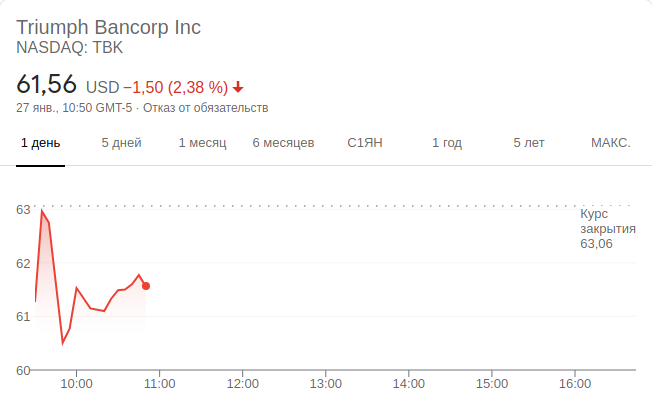 Triumph Bancorp Inc
NASDAQ: TBK
61,56 USD −1,50 (2,38 %)
27 янв., 10:50 GMT-5 · Отказ от обязательств
1 день 5 дней 1 месяц 6 месяцев С1ЯН 1 год 5 лет МАКС.
63
Курс
закрытия
63,06
62
61
60
10:00 11:00 12:00 13:00 14:00 15:00 16:00